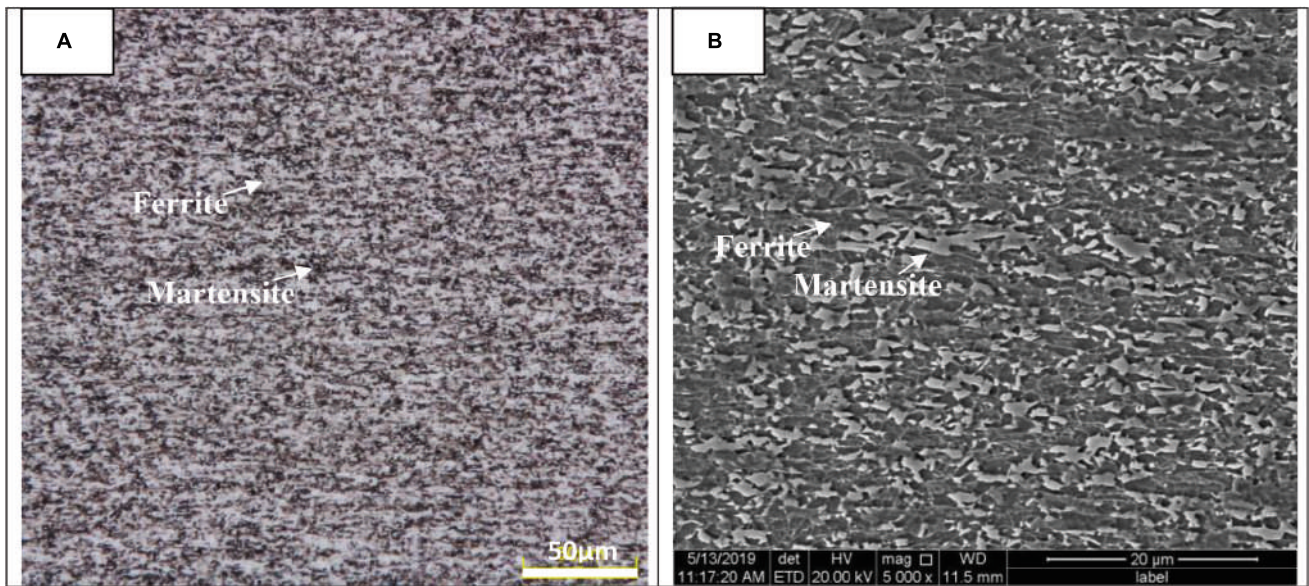 A
Ferrite
Martensite
50μm
B
Ferrite
Martensite
5/13/2019 det HV mag WD 20 μm
11:17:20 AM ETD 20.00 kV 5 000 x 11.5 mm label